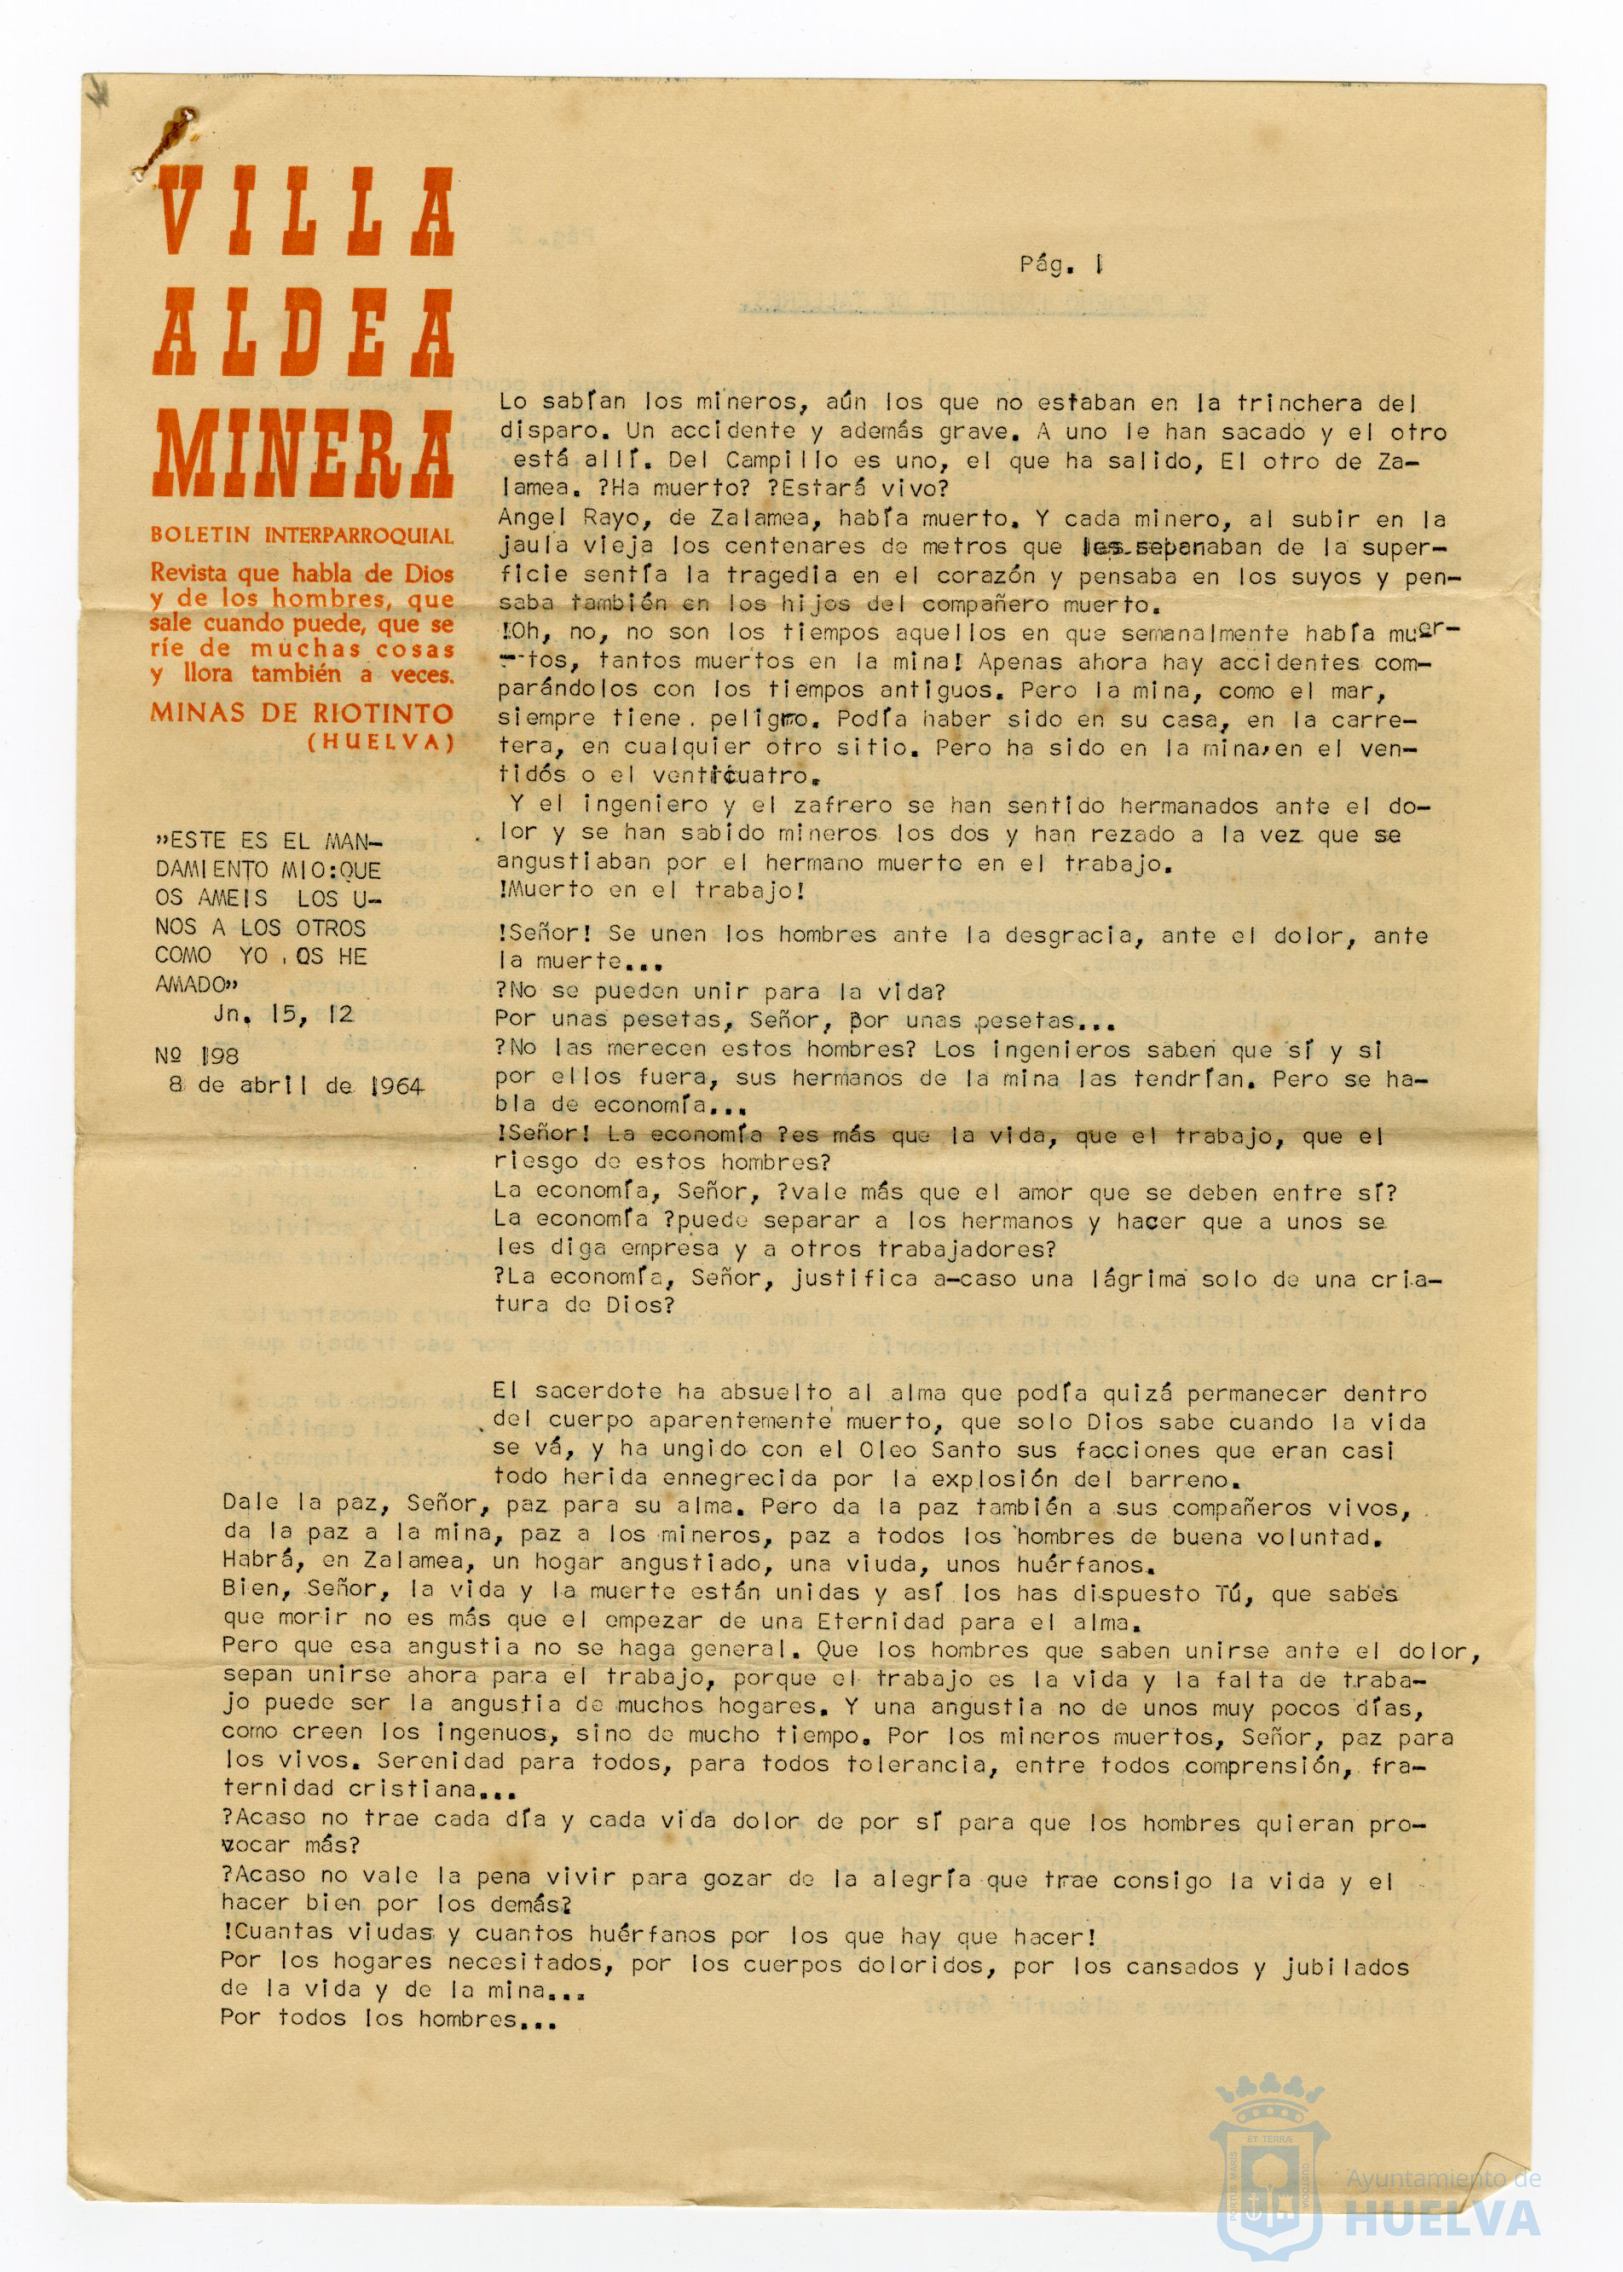 VILLA
ALDEA
MINERA
BOLETIN INTERPARROQUIAL
Revista que habla de Dios
y de los hombres, que
sale cuando puede, que se
ríe de muchas cosas
y llora también a veces.
MINAS DE RIOTINTO
(HUELVA)
"ESTE ES EL MAN-
DAMIENTO MIO:QUE
OS AMEIS LOS U-
NOS A LOS OTROS
COMO YO OS HE
AMADO"
Jn. 15, 12
Nº 198
8 de abril de 1964
Pág. 1
Lo sabían los mineros, aún los que no estaban en la trinchera del
disparo. Un accidente y además grave. A uno le han sacado y el otro
está allí. Del Campillo es uno, el que ha salido, El otro de Za-
lamea. ?Ha muerto? ?Estará vivo?
Angel Rayo, de Zalamea, había muerto. Y cada minero, al subir en la
jaula vieja los centenares de metros que les separaban de la super-
ficie sentía la tragedia en el corazón y pensaba en los suyos y pen-
saba también en los hijos del compañero muerto.
!Oh, no, no son los tiempos aquellos en que semanalmente había muer-
-tos, tantos muertos en la mina! Apenas ahora hay accidentes com-
parándolos con los tiempos antiguos. Pero la mina, como el mar,
siempre tiene peligro. Podía haber sido en su casa, en la carre-
tera, en cualquier otro sitio. Pero ha sido en la mina,en el ven-
tidós o el venticuatro.
Y el ingeniero y el zafrero se han sentido hermanados ante el do-
lor y se han sabido mineros los dos y han rezado a la vez que se
angustiaban por el hermano muerto en el trabajo.
!Muerto en el trabajo!
!Señor! Se unen los hombres ante la desgracia, ante el dolor, ante
la muerte...
?No se pueden unir para la vida?
Por unas pesetas, Señor, por unas pesetas...
?No las merecen estos hombres? Los ingenieros saben que sí y si
por ellos fuera, sus hermanos de la mina las tendrían. Pero se ha-
bla de economía...
!Señor! La economía ?es más que la vida, que el trabajo, que el
riesgo de estos hombres?
La economía, Señor, ?vale más que el amor que se deben entre sí?
La economía ?puede separar a los hermanos y hacer que a unos se
les diga empresa y a otros trabajadores?
?La economía, Señor, justifica a-caso una lágrima solo de una cria-
tura de Dios?
El sacerdote ha absuelto al alma que podía quizá permanecer dentro
del cuerpo aparentemente muerto, que solo Dios sabe cuando la vida
se vá, y ha ungido con el Oleo Santo sus facciones que eran casi
todo herida ennegrecida por la explosión del barreno.
Dale la paz, Señor, paz para su alma. Pero da la paz también a sus compañeros vivos,
da la paz a la mina, paz a los mineros, paz a todos los hombres de buena voluntad.
Habrá, en Zalamea, un hogar angustiado, una viuda, unos huérfanos.
Bien, Señor, la vida y la muerte están unidas y así los has dispuesto Tú, que sabes
que morir no es más que el empezar de una Eternidad para el alma.
Pero que esa angustia no se haga general. Que los hombres que saben unirse ante el dolor,
sepan unirse ahora para el trabajo, porque el trabajo es la vida y la falta de traba-
jo puede ser la angustia de muchos hogares. Y una angustia no de unos muy pocos días,
como creen los ingenuos, sino de mucho tiempo. Por los mineros muertos, Señor, paz para
los vivos. Serenidad para todos, para todos tolerancia, entre todos comprensión, fra-
ternidad cristiana...
?Acaso no trae cada día y cada vida dolor de por sí para que los hombres quieran pro-
vocar más?
?Acaso no vale la pena vivir para gozar de la alegría que trae consigo la vida y el
hacer bien por los demás?
!Cuantas viudas y cuantos huérfanos por los que hay que hacer!
Por los hogares necesitados, por los cuerpos doloridos, por los cansados y jubilados
de la vida y de la mina...
Por todos los hombres...
PORTUS MARIS
ET TERRÆ
CUSTODIA
Ayuntamiento de
HUELVA